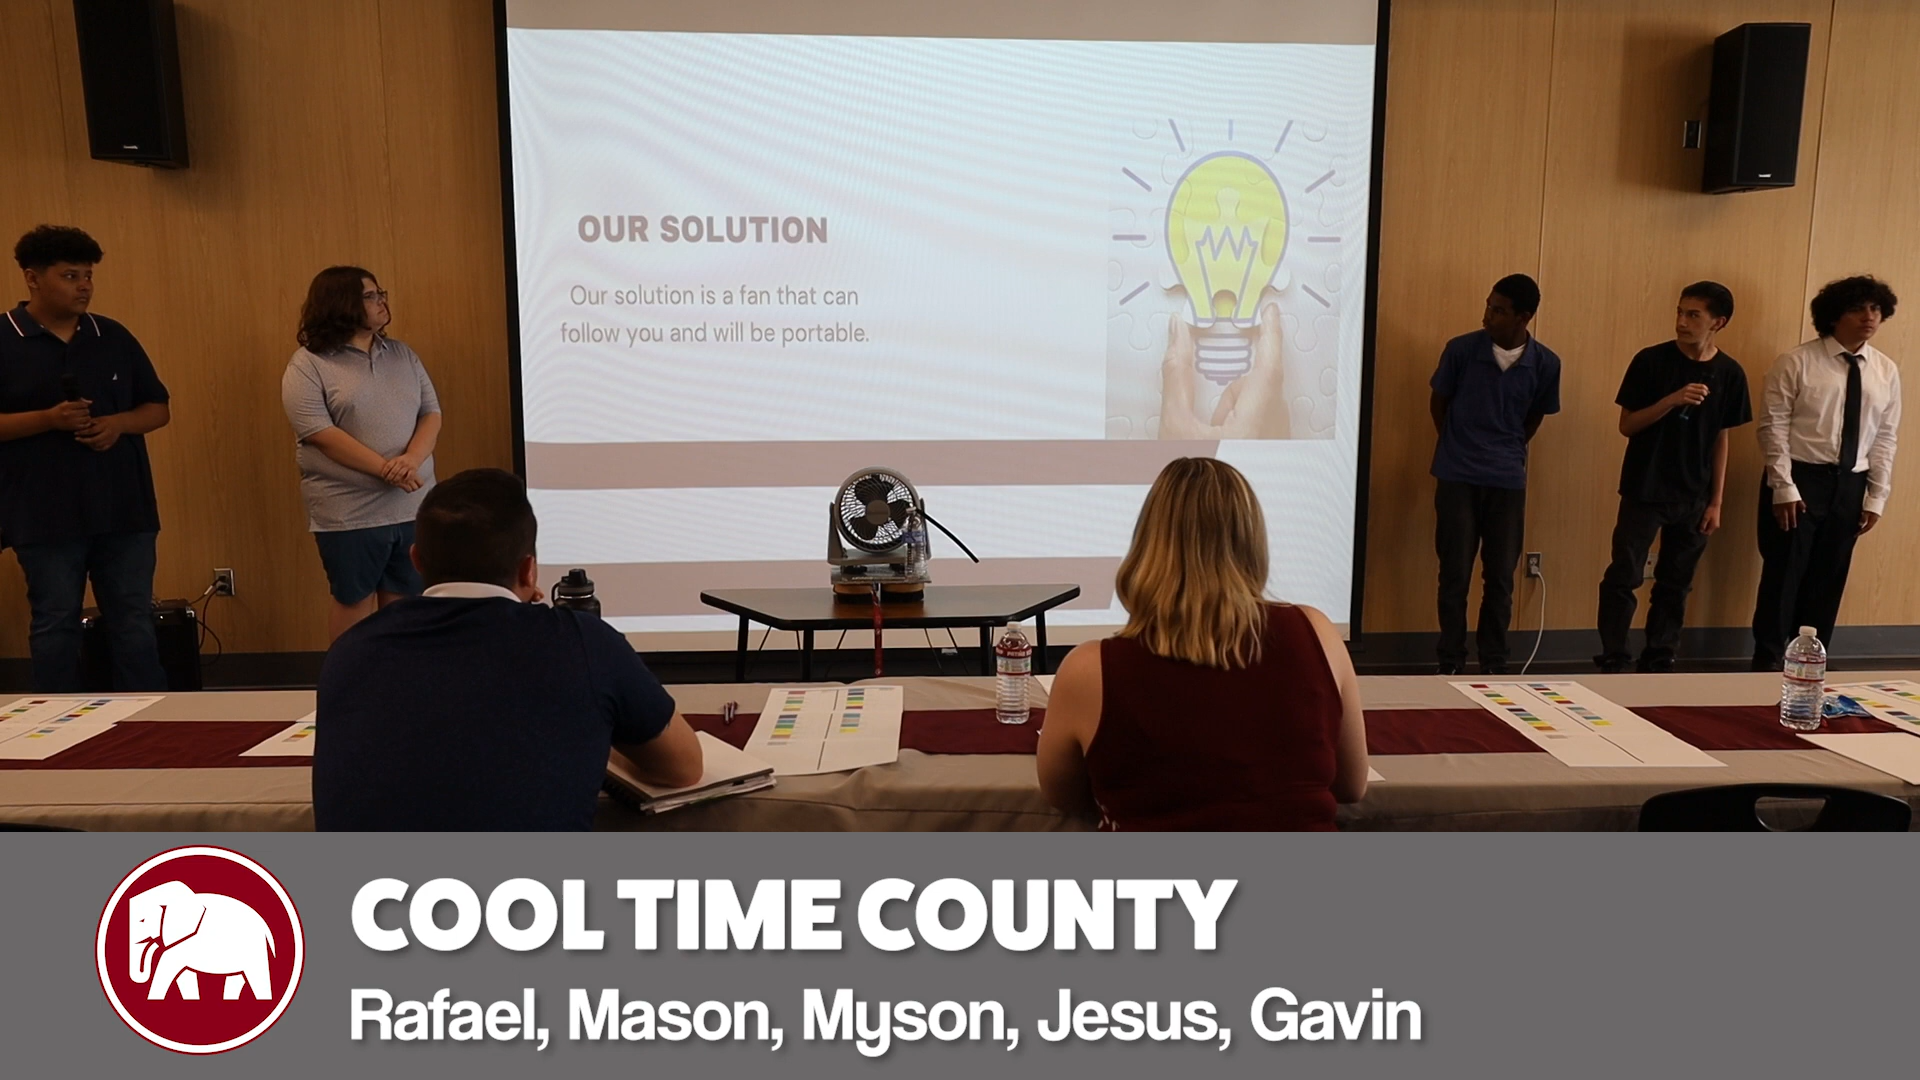 OUR SOLUTION
Our solution is a fan that can
follow you and will be portable.
COOL TIME COUNTY
Rafael, Mason, Myson, Jesus, Gavin